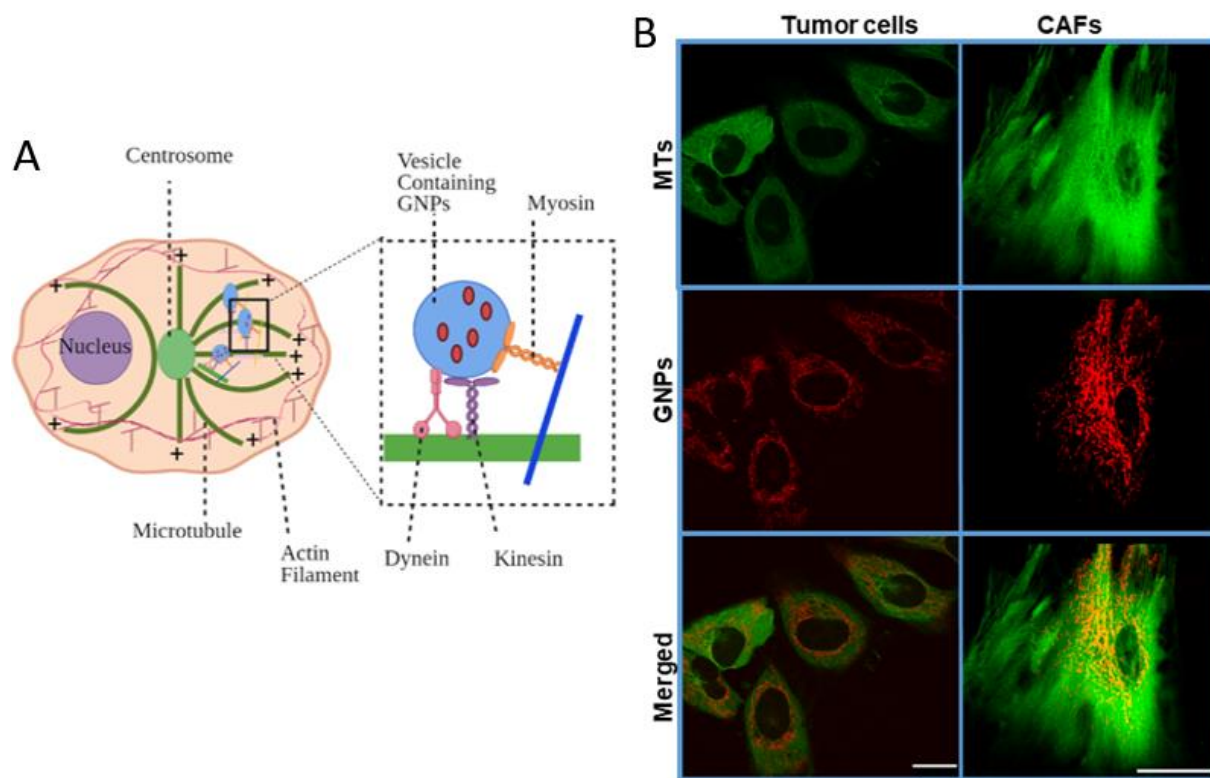 A
Centrosome
Vesicle
Containing
GNPs
Myosin
Nucleus
+
+
+
+
+
+
+
+
+
Microtubule
Actin
Filament
Dynein
Kinesin
B
Tumor cells
CAFs
MTs
GNPs
Merged